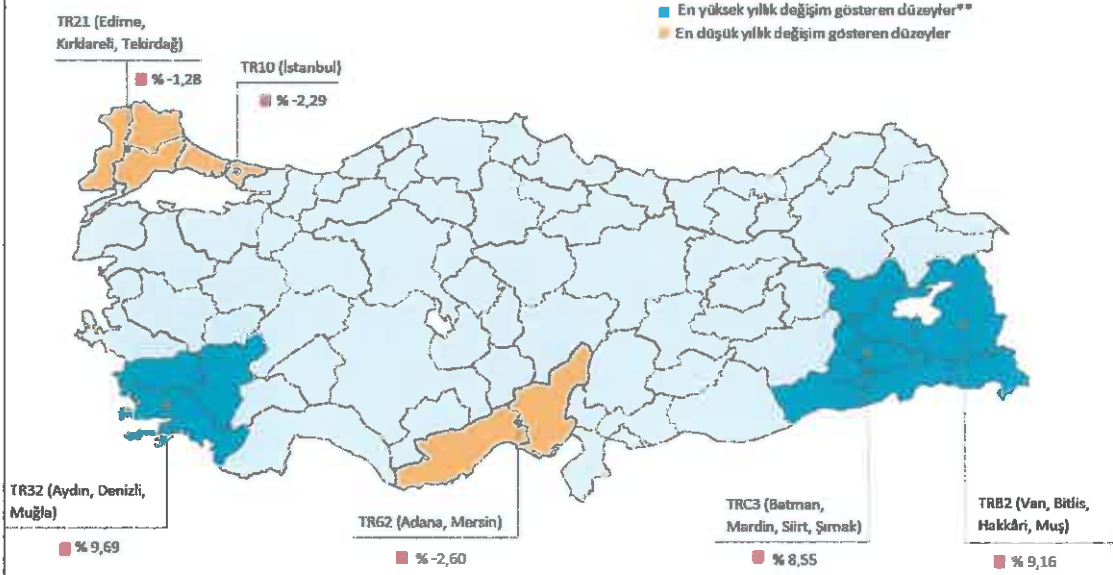 En yüksek yıllık değişim gösteren düzeyler**
En düşük yıllık değişim gösteren düzeyler
TR21 (Edirne,
Kırklareli, Tekirdağ)
% -1,28
TR10 (İstanbul)
% -2,29
TR32 (Aydın, Denizli,
Muğla)
% 9,69
TR62 (Adana, Mersin)
% -2,60
TRC3 (Batman,
Mardin, Siirt, Şırnak)
% 8,55
TRB2 (Van, Bitlis,
Hakkâri, Muş)
% 9,16